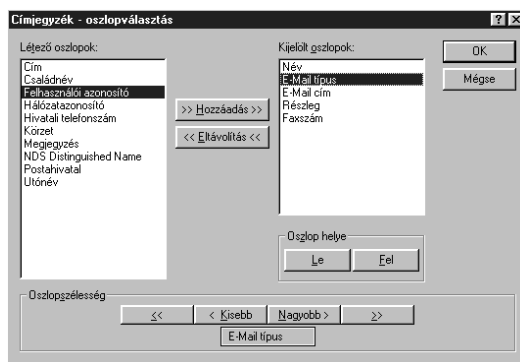 Címjegyzék - oszlopválasztás
Létező oszlopok:
Cím
Családnév
Felhasználói azonosító
Hálózatazonosító
Hivatali telefonszám
Körzet
Megjegyzés
NDS Distinguished Name
Postahivatal
Utónév
>> Hozzáadás >>
<< Eltávolítás <<
Kijelölt oszlopok:
Név
E-Mail típus
E-Mail cím
Részleg
Faxszám
OK
Mégse
Oszlop helye
Le
Fel
Oszlopszélesség
<<
< Kisebb
Nagyobb >
>>
E-Mail típus